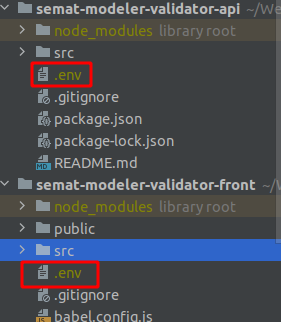 semat-modeler-validator-api ~/We
node_modules library root
src
.env
.gitignore
package.json
package-lock.json
README.md
semat-modeler-validator-front ~/W
node_modules library root
public
src
.env
.gitignore
babel.config.js